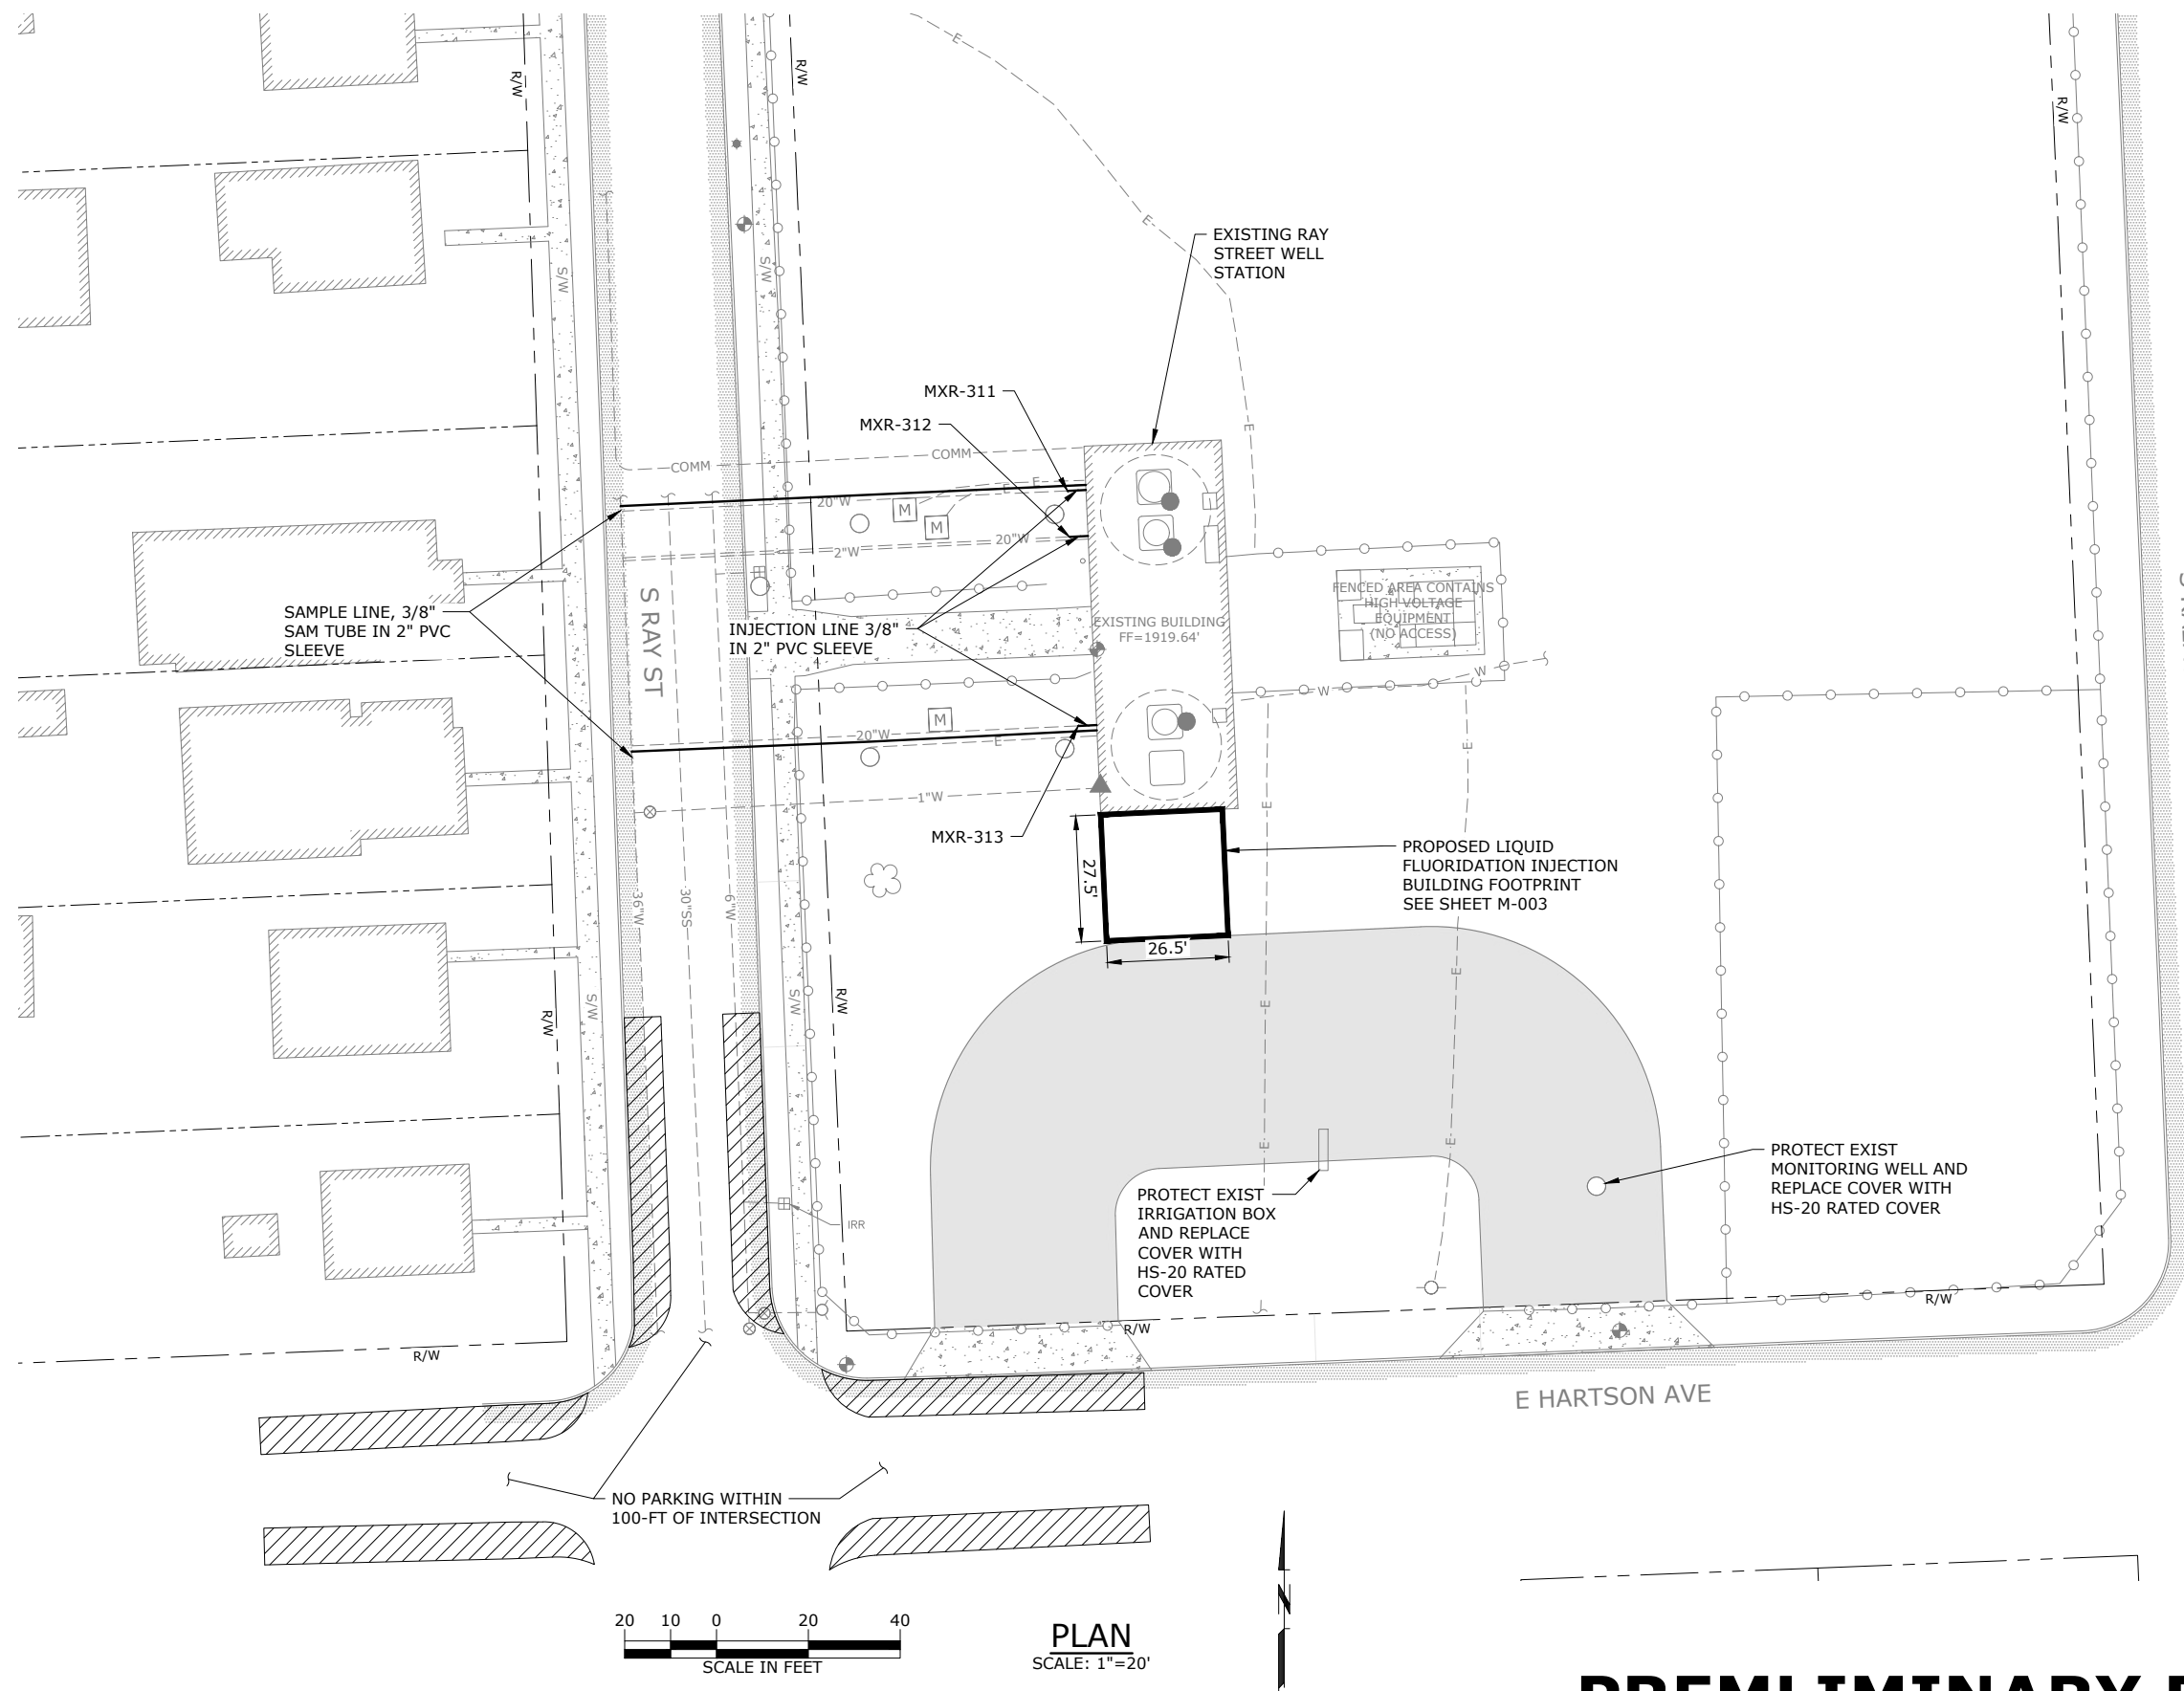 R/W
R/W
R/W
E
E
EXISTING RAY
STREET WELL
STATION
S/W
S/W
MXR-311
MXR-312
E
COMM
COMM
20"W
E
E
M
M
2"W
20"W
S RAY ST
SAMPLE LINE, 3/8"
SAM TUBE IN 2" PVC
SLEEVE
INJECTION LINE 3/8"
IN 2" PVC SLEEVE
EXISTING BUILDING
FF=1919.64'
FENCED AREA CONTAINS
HIGH VOLTAGE
EQUIPMENT
(NO ACCESS)
W
W
M
20"W
E
E
1"W
E
MXR-313
PROPOSED LIQUID
FLUORIDATION INJECTION
BUILDING FOOTPRINT
SEE SHEET M-003
27.5'
26.5'
36"W
30"SS
6"W
S/W
S/W
R/W
R/W
E
E
E
E
PROTECT EXIST
MONITORING WELL AND
REPLACE COVER WITH
HS-20 RATED COVER
PROTECT EXIST
IRRIGATION BOX
AND REPLACE
COVER WITH
HS-20 RATED
COVER
IRR
R/W
R/W
R/W
E HARTSON AVE
NO PARKING WITHIN
100-FT OF INTERSECTION
20 10 0 20 40
SCALE IN FEET
PLAN
SCALE: 1"=20'
N